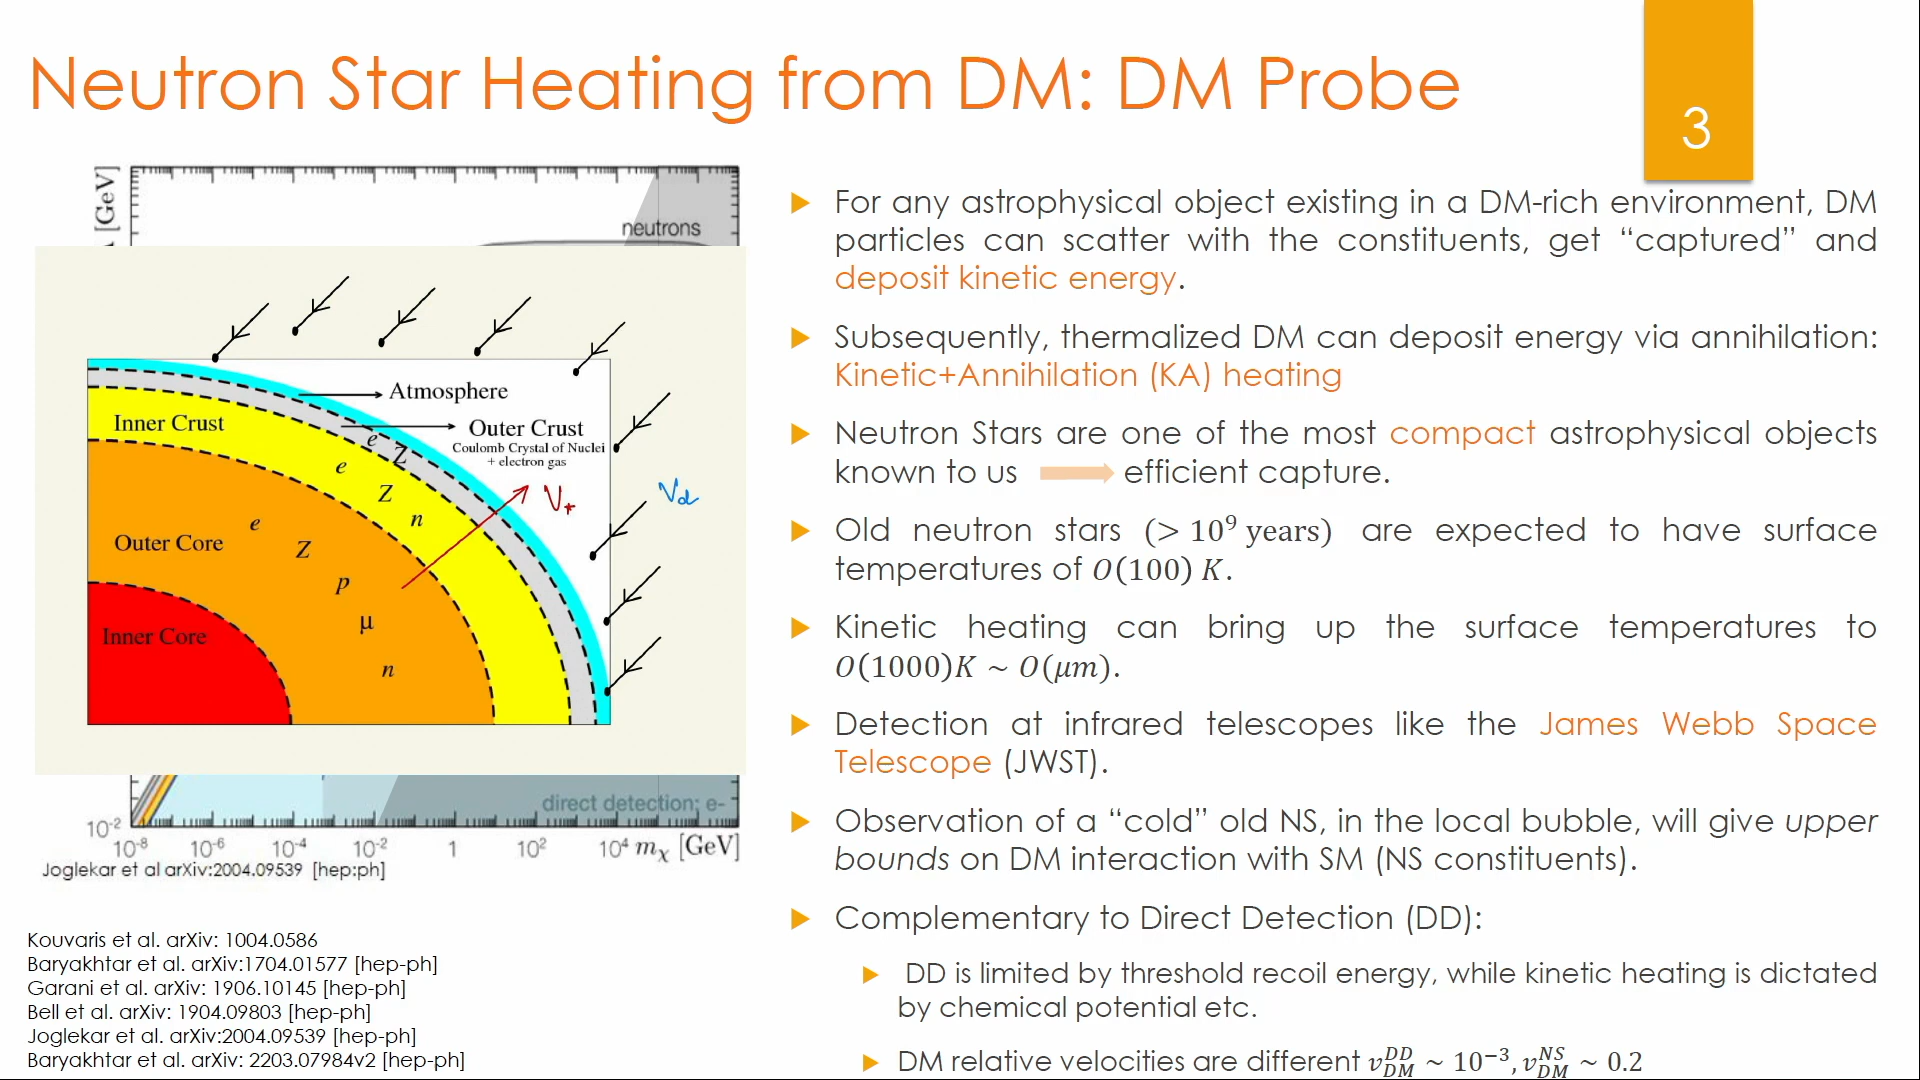 Neutron Star Heating from DM: DM Probe
3
[GeV]
neutrons
Atmosphere
Outer Crust
Coulomb Crystal of Nuclei
+ electron gas
Inner Crust
e
Z
e
Z
n
Outer Core
e
Z
p
μ
n
Inner Core
V*
Vd
direct detection; e-
10⁻²
10⁻⁸ 10⁻⁶ 10⁻⁴ 10⁻² 1 10² 10⁴ mχ [GeV]
Joglekar et al arXiv:2004.09539 [hep:ph]
Kouvaris et al. arXiv: 1004.0586
Baryakhtar et al. arXiv:1704.01577 [hep-ph]
Garani et al. arXiv: 1906.10145 [hep-ph]
Bell et al. arXiv: 1904.09803 [hep-ph]
Joglekar et al. arXiv:2004.09539 [hep-ph]
Baryakhtar et al. arXiv: 2203.07984v2 [hep-ph]
For any astrophysical object existing in a DM-rich environment, DM
particles can scatter with the constituents, get “captured” and
deposit kinetic energy.
Subsequently, thermalized DM can deposit energy via annihilation:
Kinetic+Annihilation (KA) heating
Neutron Stars are one of the most compact astrophysical objects
known to us efficient capture.
Old neutron stars (> 10⁹ years) are expected to have surface
temperatures of O(100) K.
Kinetic heating can bring up the surface temperatures to
O(1000)K ~ O(μm).
Detection at infrared telescopes like the James Webb Space
Telescope (JWST).
Observation of a “cold” old NS, in the local bubble, will give upper
bounds on DM interaction with SM (NS constituents).
Complementary to Direct Detection (DD):
DD is limited by threshold recoil energy, while kinetic heating is dictated
by chemical potential etc.
DM relative velocities are different v_DM^DD ~ 10⁻³, v_DM^NS ~ 0.2